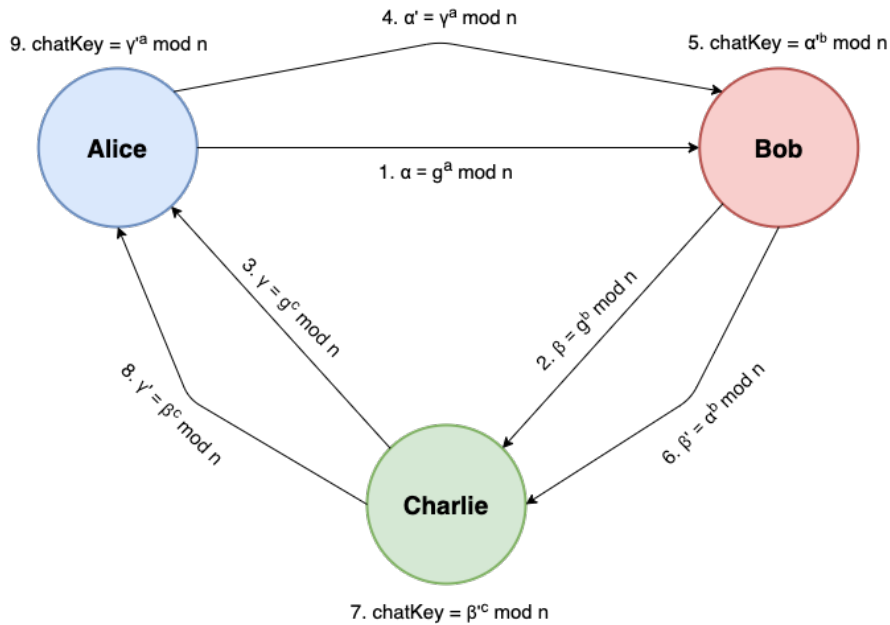 4. α' = γᵃ mod n
9. chatKey = γ'ᵃ mod n
5. chatKey = α'ᵇ mod n
Alice
Bob
1. α = gᵃ mod n
3. γ = gᶜ mod n
2. β = gᵇ mod n
8. γ' = βᶜ mod n
6. β' = αᵇ mod n
Charlie
7. chatKey = β'ᶜ mod n